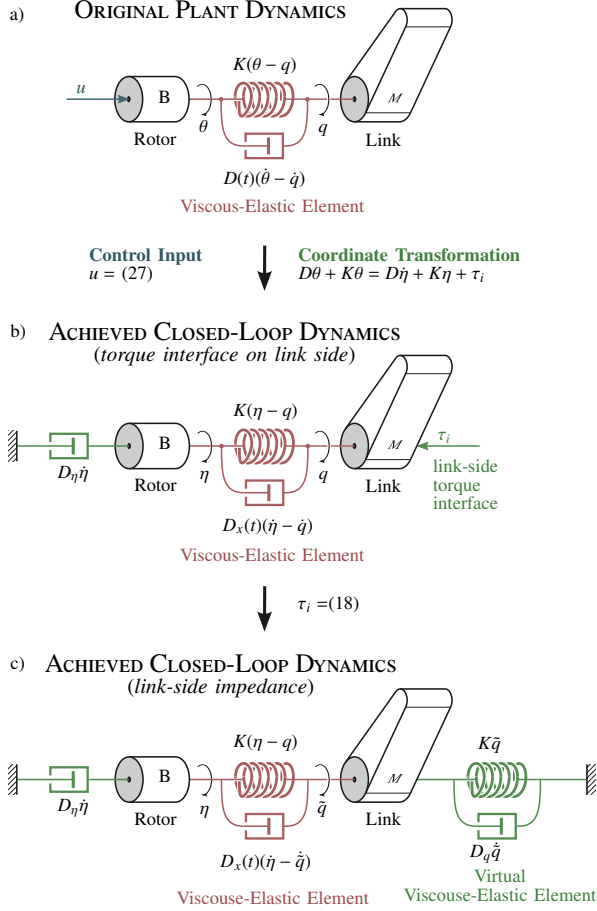 a)
ORIGINAL PLANT DYNAMICS
K(θ − q)
u
B
M
Rotor
θ
q
Link
D(t)(θ̇ − q̇)
Viscous-Elastic Element
Control Input
u = (27)
Coordinate Transformation
Dθ̇ + Kθ = Dη̇ + Kη + τᵢ
b)
ACHIEVED CLOSED-LOOP DYNAMICS
(torque interface on link side)
K(η − q)
B
M
τᵢ
D_η η̇
Rotor
η
q
Link
link-side
torque
interface
Dₓ(t)(η̇ − q̇)
Viscous-Elastic Element
τᵢ =(18)
c)
ACHIEVED CLOSED-LOOP DYNAMICS
(link-side impedance)
K(η − q)
Kq̃
B
M
D_η η̇
Rotor
η
q̃
Link
D_q q̃̇
Dₓ(t)(η̇ − q̃̇)
Virtual
Viscouse-Elastic Element
Viscouse-Elastic Element